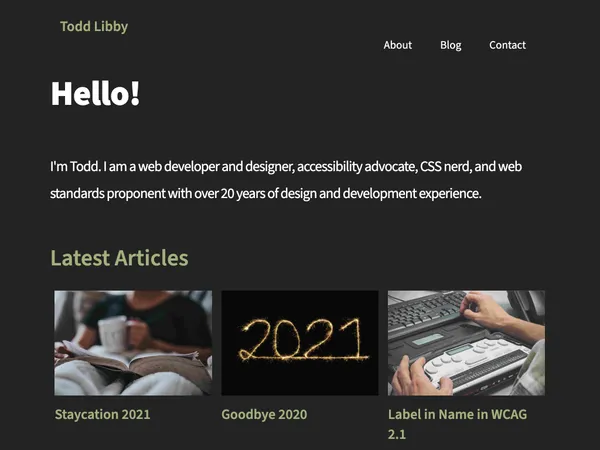 Todd Libby
About Blog Contact
Hello!
I'm Todd. I am a web developer and designer, accessibility advocate, CSS nerd, and web
standards proponent with over 20 years of design and development experience.
Latest Articles
2021
Staycation 2021
Goodbye 2020
Label in Name in WCAG
2.1